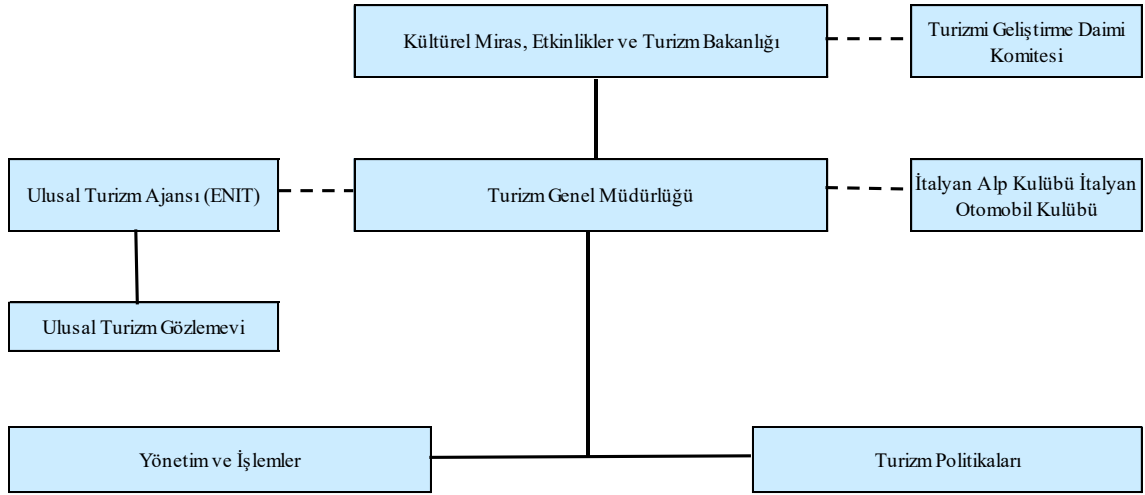 Kültürel Miras, Etkinlikler ve Turizm Bakanlığı
Turizmi Geliştirme Daimi
Komitesi
Ulusal Turizm Ajansı (ENIT)
Turizm Genel Müdürlüğü
İtalyan Alp Kulübü İtalyan
Otomobil Kulübü
Ulusal Turizm Gözlemevi
Yönetim ve İşlemler
Turizm Politikaları